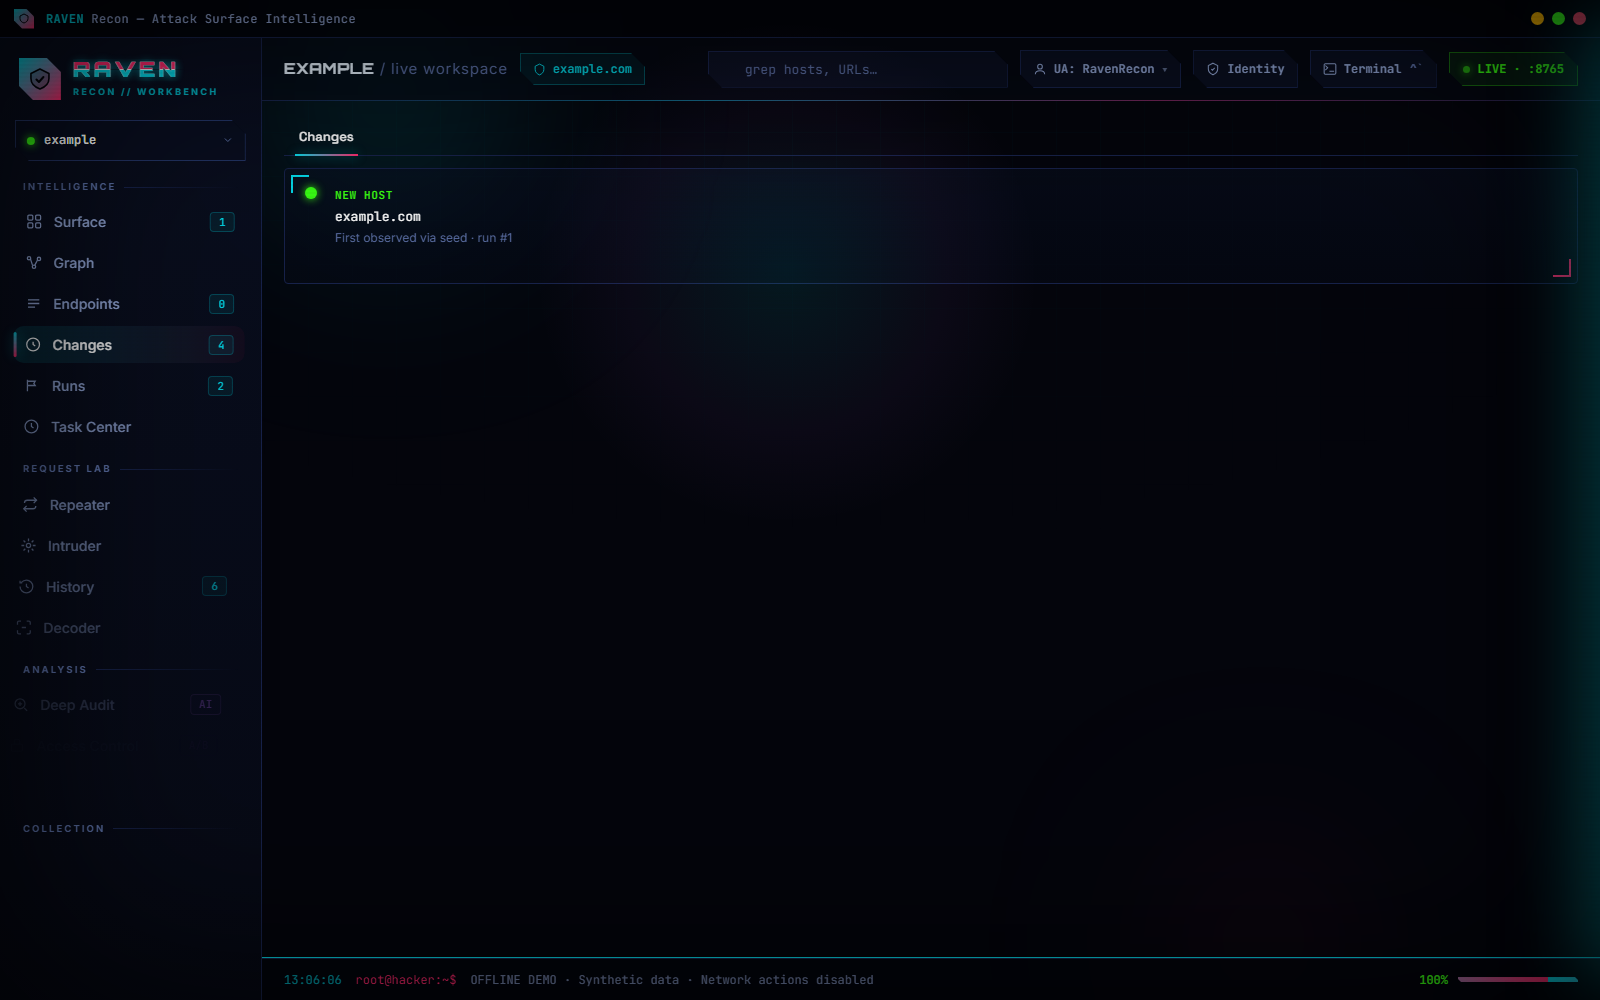 RAVEN Recon — Attack Surface Intelligence
RAVEN
RECON // WORKBENCH
example
INTELLIGENCE
Surface 1
Graph
Endpoints 0
Changes 4
Runs 2
Task Center
REQUEST LAB
Repeater
Intruder
History 6
Decoder
ANALYSIS
Deep Audit AI
COLLECTION
EXAMPLE / live workspace
example.com
grep hosts, URLs…
UA: RavenRecon ▾
Identity
Terminal ^`
LIVE · :8765
Changes
NEW HOST
example.com
First observed via seed · run #1
13:06:06 root@hacker:~$ OFFLINE DEMO · Synthetic data · Network actions disabled
100%